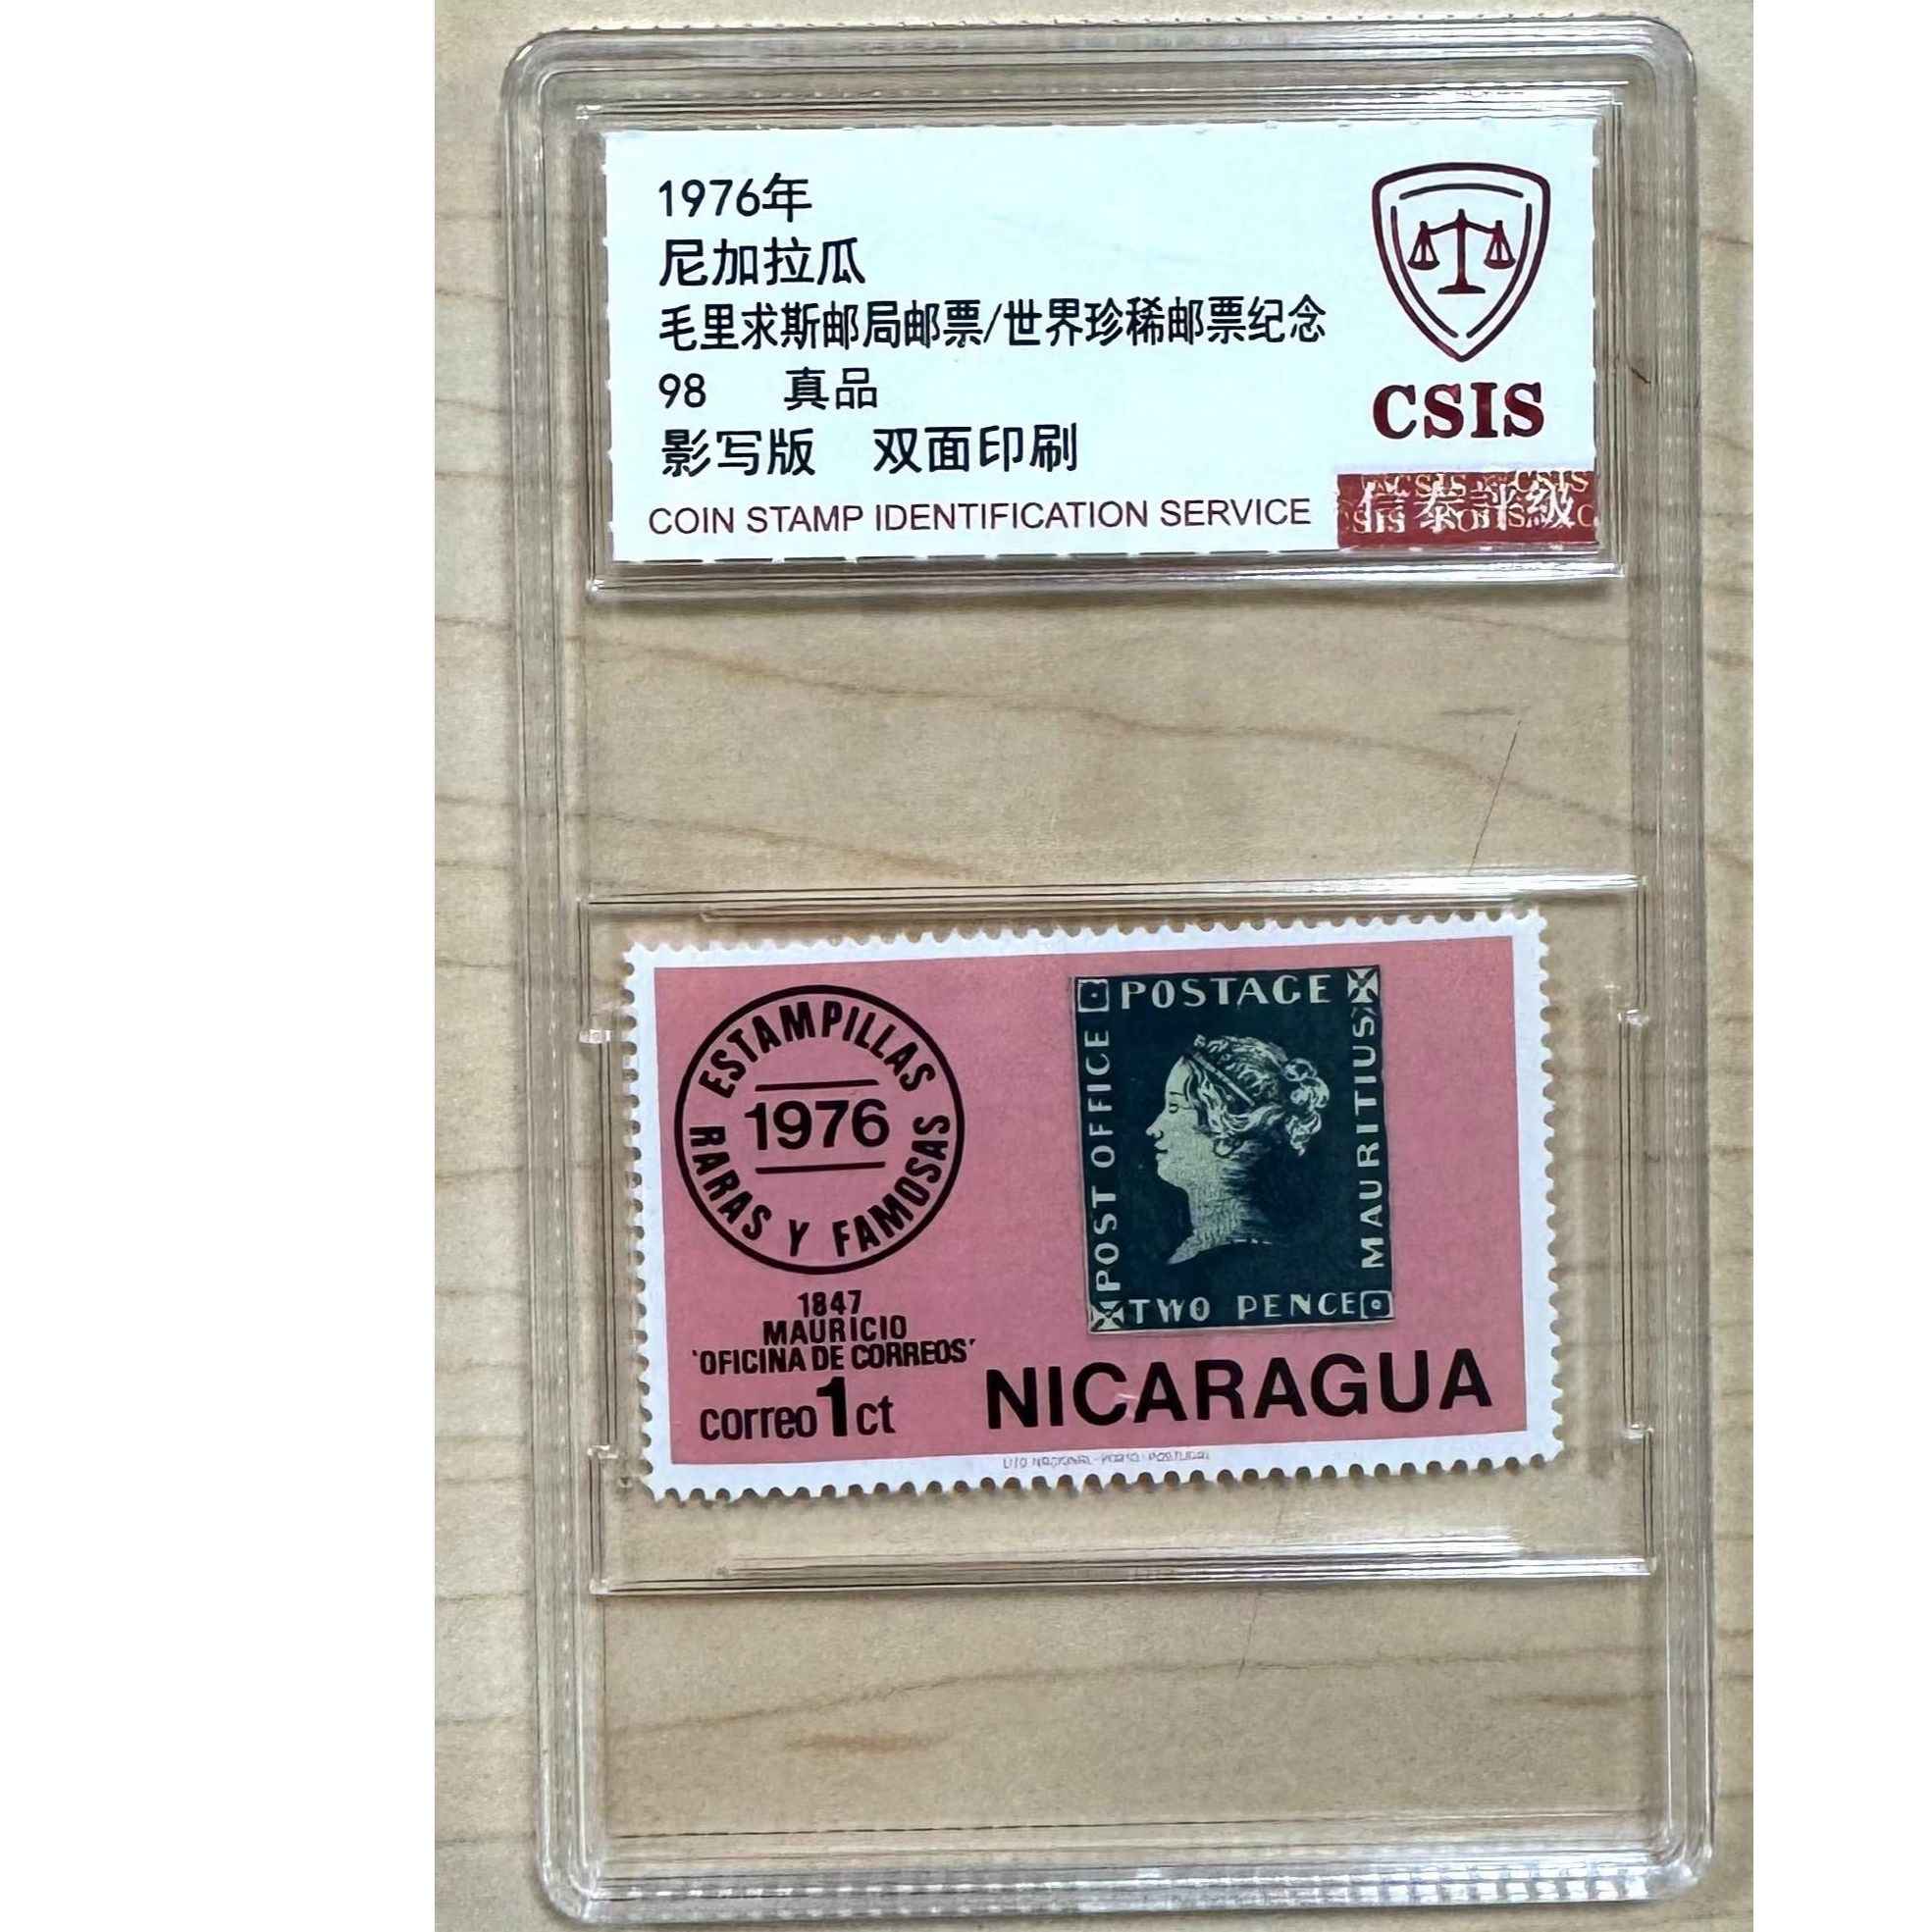 1976年
尼加拉瓜
毛里求斯邮局邮票/世界珍稀邮票纪念
98 真品
影写版 双面印刷
COIN STAMP IDENTIFICATION SERVICE
CSIS
信泰評級
ESTAMPILLAS
1976
RARAS Y FAMOSAS
1847
MAURICIO
'OFICINA DE CORREOS'
correo 1 ct
POSTAGE
POST OFFICE
MAURITIUS
TWO PENCE
NICARAGUA